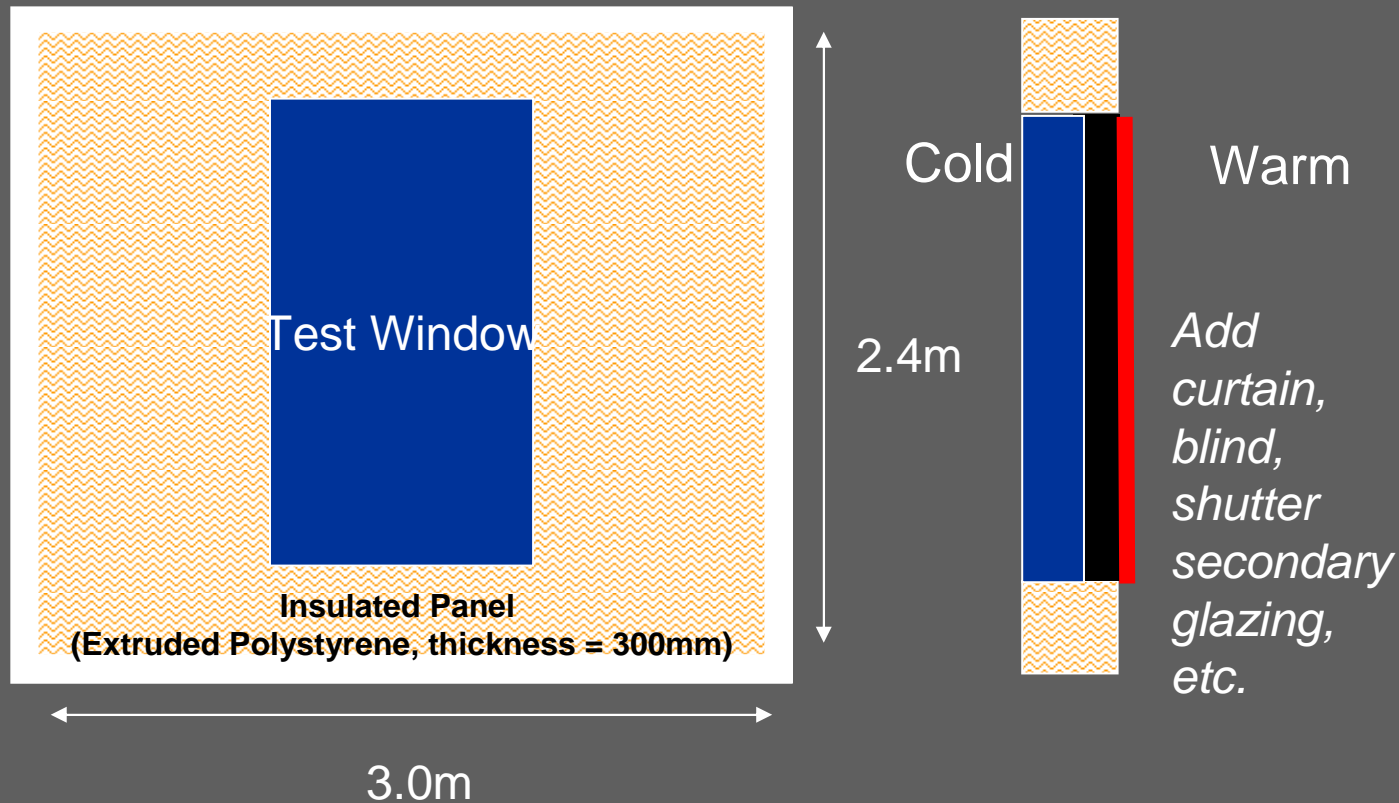 Test Window
Insulated Panel
(Extruded Polystyrene, thickness = 300mm)
3.0m
2.4m
Cold
Warm
Add
curtain,
blind,
shutter
secondary
glazing,
etc.